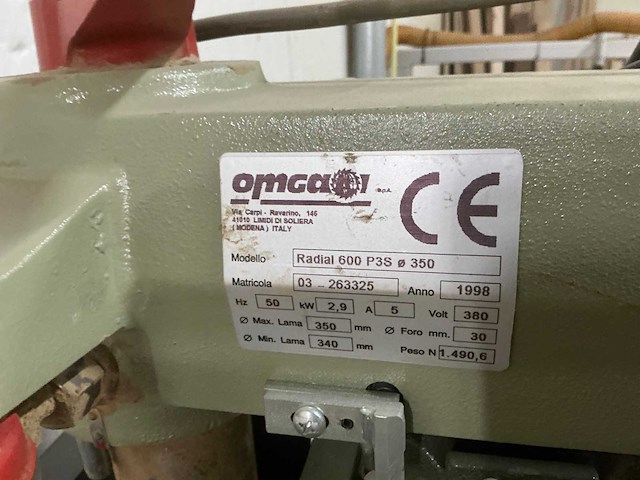 OMGA S.p.A.
Via Carpi - Ravarino, 146
41010 LIMIDI DI SOLIERA
( MODENA ) ITALY
CE
Modello Radial 600 P3S ø 350
Matricola 03 - 263325 Anno 1998
Hz 50 kW 2,9 A 5 Volt 380
Ø Max. Lama 350 mm Ø Foro mm. 30
Ø Min. Lama 340 mm Peso N 1.490,6